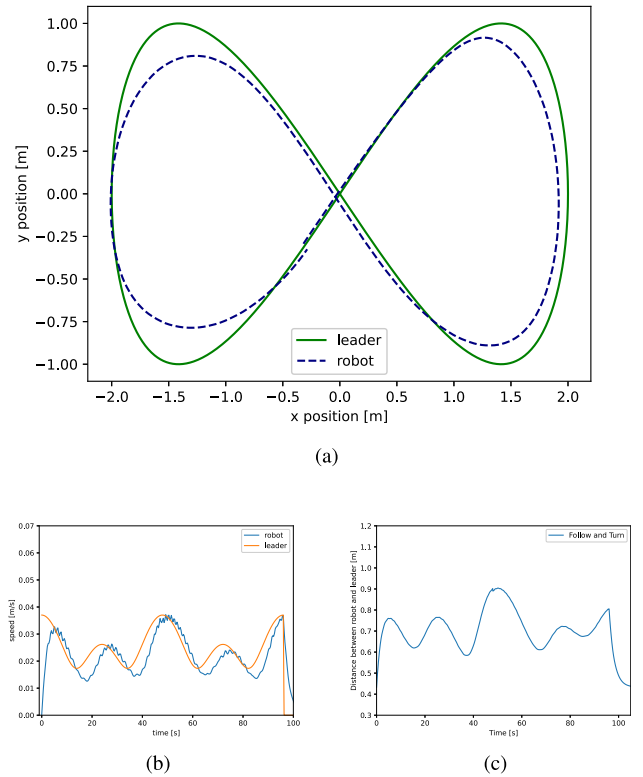 1.00
0.75
0.50
0.25
0.00
−0.25
−0.50
−0.75
−1.00
y position [m]
leader
robot
−2.0 −1.5 −1.0 −0.5 0.0 0.5 1.0 1.5 2.0
x position [m]
(a)
0.07
0.06
0.05
0.04
0.03
0.02
0.01
0.00
speed [m/s]
robot
leader
0 20 40 60 80 100
time [s]
(b)
1.2
1.1
1.0
0.9
0.8
0.7
0.6
0.5
0.4
0.3
Distance between robot and leader [m]
Follow and Turn
0 20 40 60 80 100
Time [s]
(c)